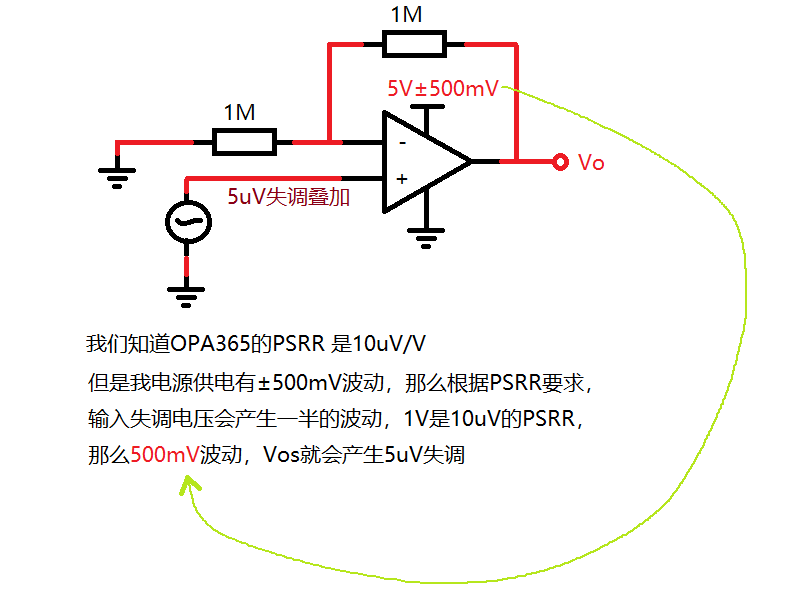 1M
5V±500mV
1M
-
+
Vo
5uV失调叠加
我们知道OPA365的PSRR 是10uV/V
但是我电源供电有±500mV波动，那么根据PSRR要求，
输入失调电压会产生一半的波动，1V是10uV的PSRR，
那么500mV波动，Vos就会产生5uV失调